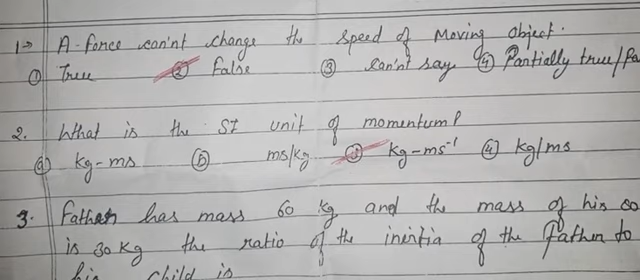 1→ A force can'nt change the speed of Moving object.
① True ② False ③ Can'nt say. ④ Partially true/fa
2. What is the SI unit of momentum?
ⓐ kg-ms ⓑ ms/kg ③ kg-ms⁻¹ ④ kg/ms
3. Father has mass 60 kg and the mass of his so
is 30 kg the ratio of the inertia of the Father to
his child is